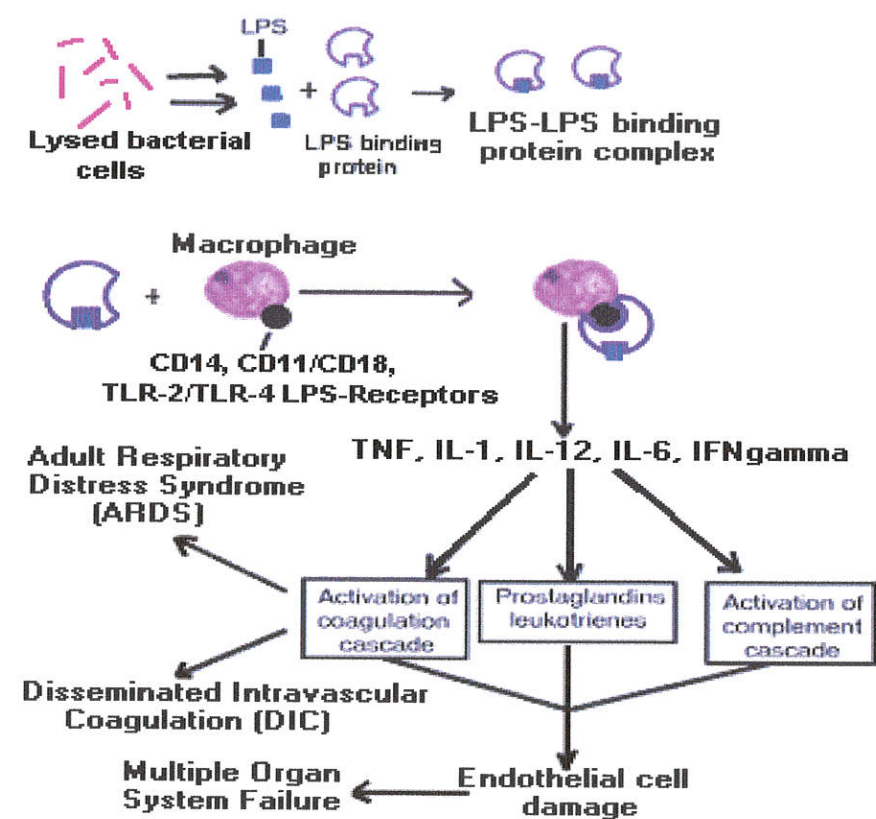 LPS
Lysed bacterial
cells
+
LPS binding
protein
LPS-LPS binding
protein complex
Macrophage
+
CD14, CD11/CD18,
TLR-2/TLR-4 LPS-Receptors
TNF, IL-1, IL-12, IL-6, IFNgamma
Adult Respiratory
Distress Syndrome
(ARDS)
Activation of
coagulation
cascade
Prostaglandins
leukotrienes
Activation of
complement
cascade
Disseminated Intravascular
Coagulation (DIC)
Multiple Organ
System Failure
Endothelial cell
damage